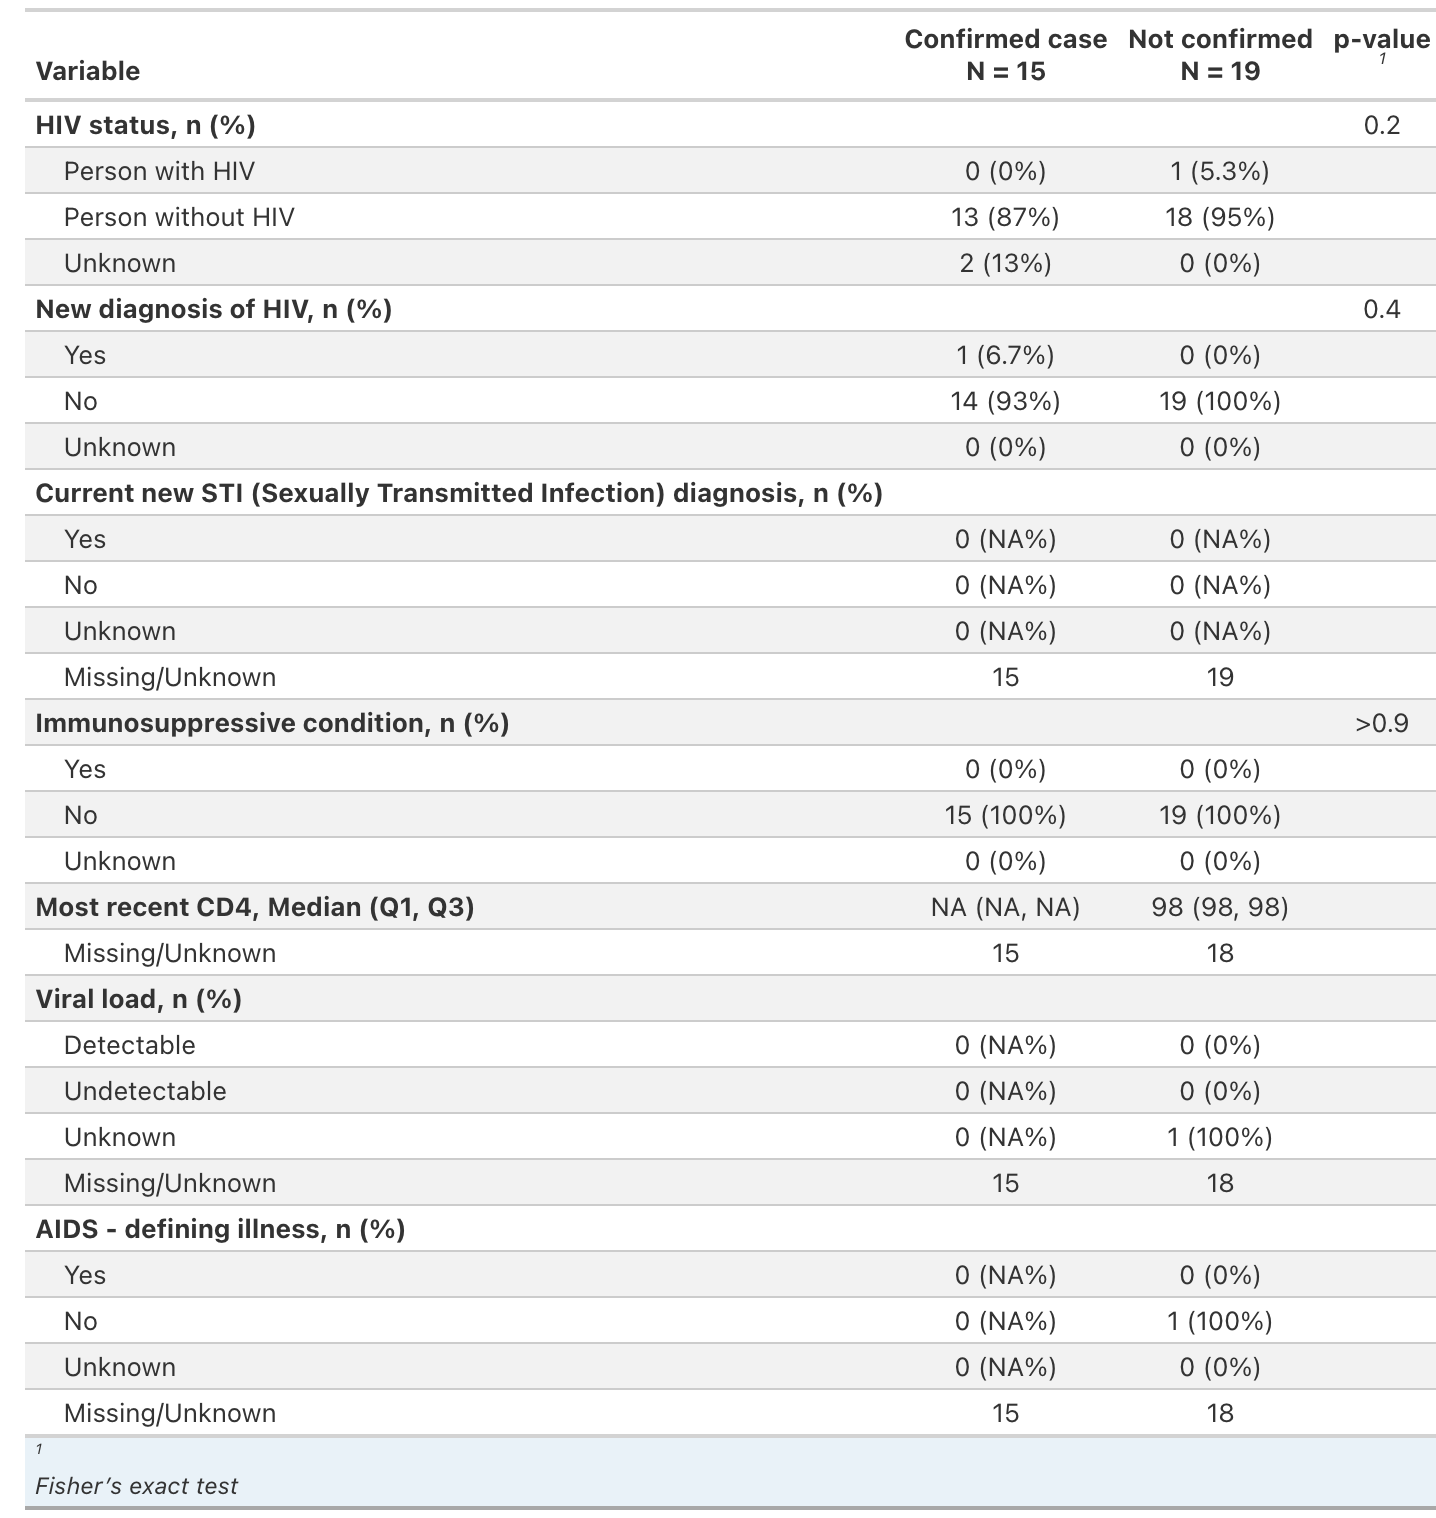 Variable Confirmed case N = 15 Not confirmed N = 19 p-value 1
HIV status, n (%) 0.2
Person with HIV 0 (0%) 1 (5.3%)
Person without HIV 13 (87%) 18 (95%)
Unknown 2 (13%) 0 (0%)
New diagnosis of HIV, n (%) 0.4
Yes 1 (6.7%) 0 (0%)
No 14 (93%) 19 (100%)
Unknown 0 (0%) 0 (0%)
Current new STI (Sexually Transmitted Infection) diagnosis, n (%)
Yes 0 (NA%) 0 (NA%)
No 0 (NA%) 0 (NA%)
Unknown 0 (NA%) 0 (NA%)
Missing/Unknown 15 19
Immunosuppressive condition, n (%) >0.9
Yes 0 (0%) 0 (0%)
No 15 (100%) 19 (100%)
Unknown 0 (0%) 0 (0%)
Most recent CD4, Median (Q1, Q3) NA (NA, NA) 98 (98, 98)
Missing/Unknown 15 18
Viral load, n (%)
Detectable 0 (NA%) 0 (0%)
Undetectable 0 (NA%) 0 (0%)
Unknown 0 (NA%) 1 (100%)
Missing/Unknown 15 18
AIDS - defining illness, n (%)
Yes 0 (NA%) 0 (0%)
No 0 (NA%) 1 (100%)
Unknown 0 (NA%) 0 (0%)
Missing/Unknown 15 18
1
Fisher's exact test